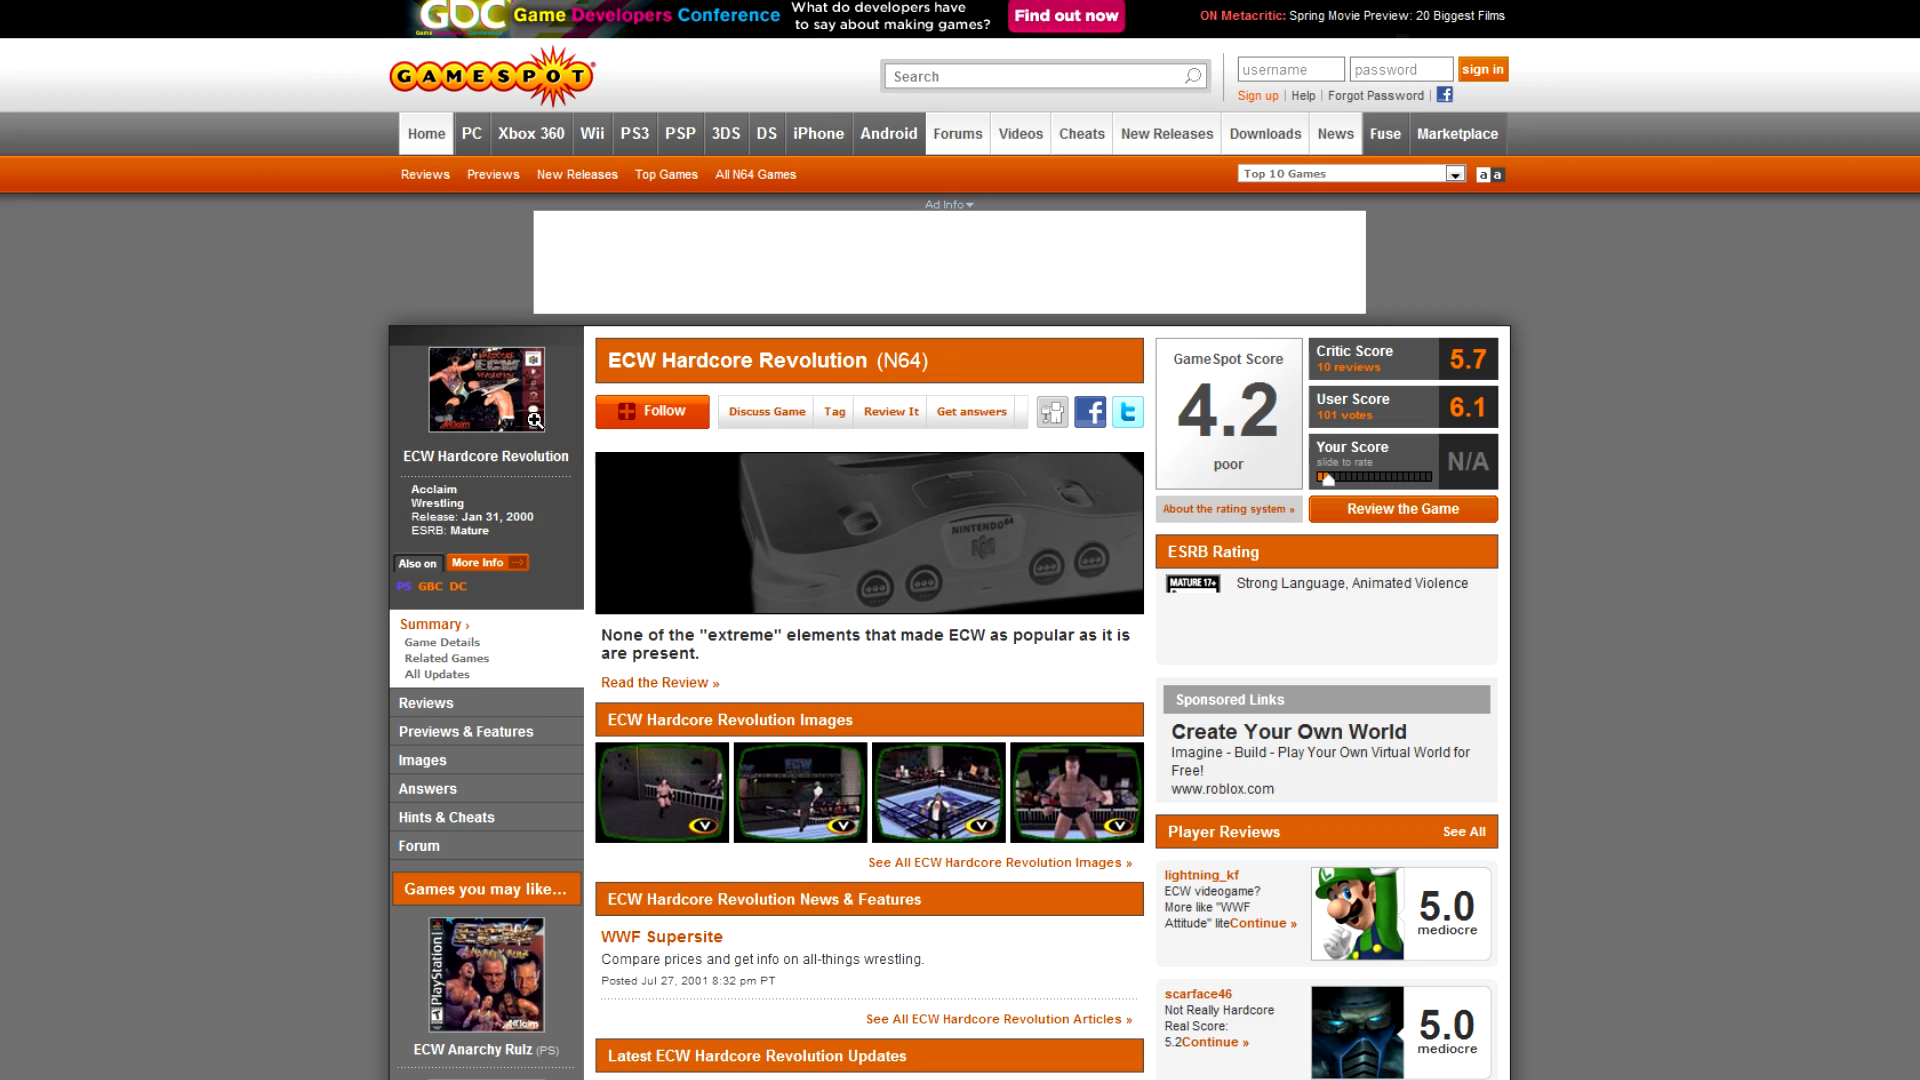 GDC Game Developers Conference
What do developers have
to say about making games?
Find out now
ON Metacritic: Spring Movie Preview: 20 Biggest Films
GAMESPOT
Search
username
password
sign in
Sign up | Help | Forgot Password |
Home
PC
Xbox 360
Wii
PS3
PSP
3DS
DS
iPhone
Android
Forums
Videos
Cheats
New Releases
Downloads
News
Fuse
Marketplace
Reviews
Previews
New Releases
Top Games
All N64 Games
Top 10 Games
a a
Ad Info
ECW Hardcore Revolution
Acclaim
Wrestling
Release: Jan 31, 2000
ESRB: Mature
Also on
More Info
PS GBC DC
Summary ›
Game Details
Related Games
All Updates
Reviews
Previews & Features
Images
Answers
Hints & Cheats
Forum
Games you may like...
PlayStation
ECW
ANARCHY RULZ
Acclaim
ECW Anarchy Rulz (PS)
ECW Hardcore Revolution (N64)
Follow
Discuss Game
Tag
Review It
Get answers
NINTENDO 64
None of the "extreme" elements that made ECW as popular as it is
are present.
Read the Review »
ECW Hardcore Revolution Images
See All ECW Hardcore Revolution Images »
ECW Hardcore Revolution News & Features
WWF Supersite
Compare prices and get info on all-things wrestling.
Posted Jul 27, 2001 8:32 pm PT
See All ECW Hardcore Revolution Articles »
Latest ECW Hardcore Revolution Updates
GameSpot Score
4.2
poor
About the rating system »
Critic Score
10 reviews
5.7
User Score
101 votes
6.1
Your Score
slide to rate
N/A
Review the Game
ESRB Rating
MATURE 17+
Strong Language, Animated Violence
Sponsored Links
Create Your Own World
Imagine - Build - Play Your Own Virtual World for
Free!
www.roblox.com
Player Reviews
See All
lightning_kf
ECW videogame?
More like "WWF
Attitude" liteContinue »
5.0
mediocre
scarface46
Not Really Hardcore
Real Score:
5.2Continue »
5.0
mediocre